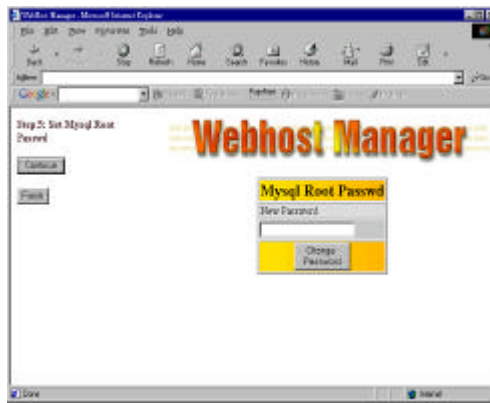 WebHost Manager - Microsoft Internet Explorer
File Edit View Favorites Tools Help
Back Stop Refresh Home Search Favorites History Mail Print Edit
Address
Google
Step 5: Set Mysql Root
Passwd
Continue
Finish
Webhost Manager
Mysql Root Passwd
New Password
Change
Password
Done
Internet